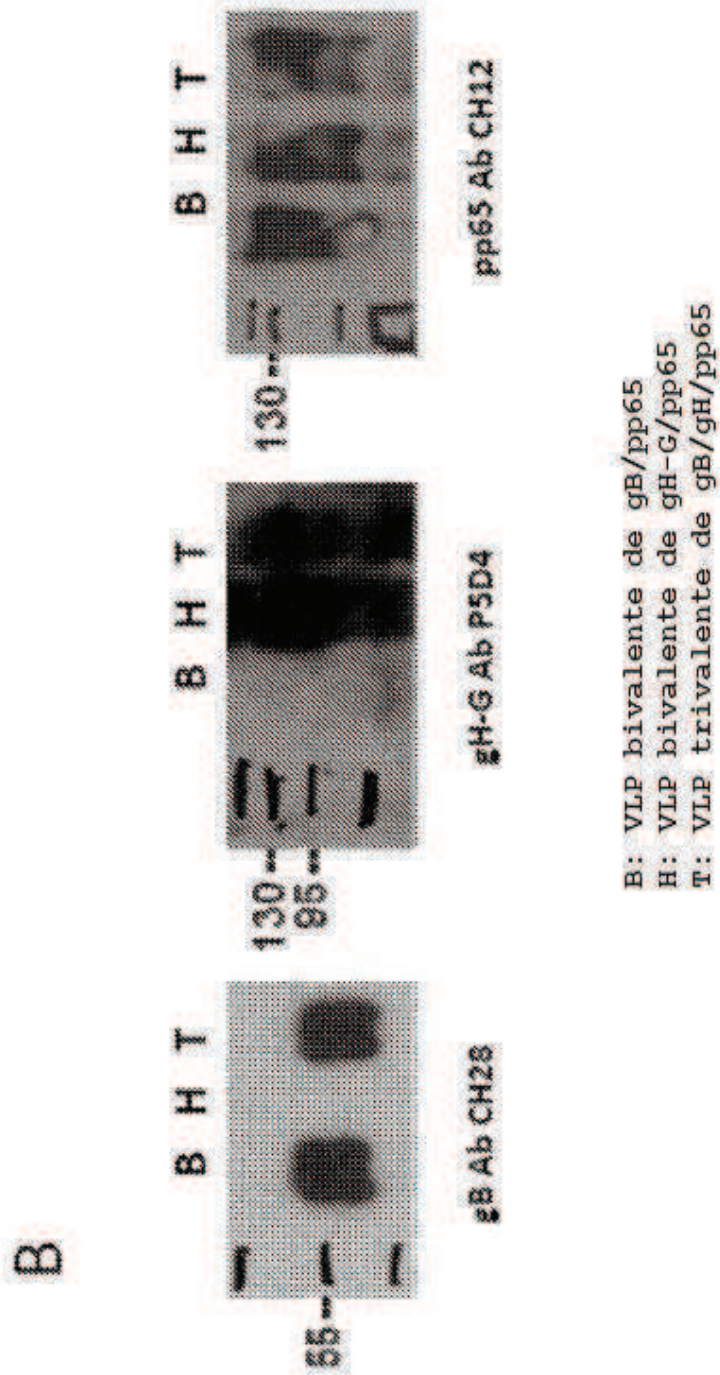 B
B H T
B H T
B H T
55
130
95
130
gB Ab CH28
gH-G Ab P5D4
pp65 Ab CH12
B: VLP bivalente de gB/pp65
H: VLP bivalente de gH-G/pp65
T: VLP trivalente de gB/gH/pp65